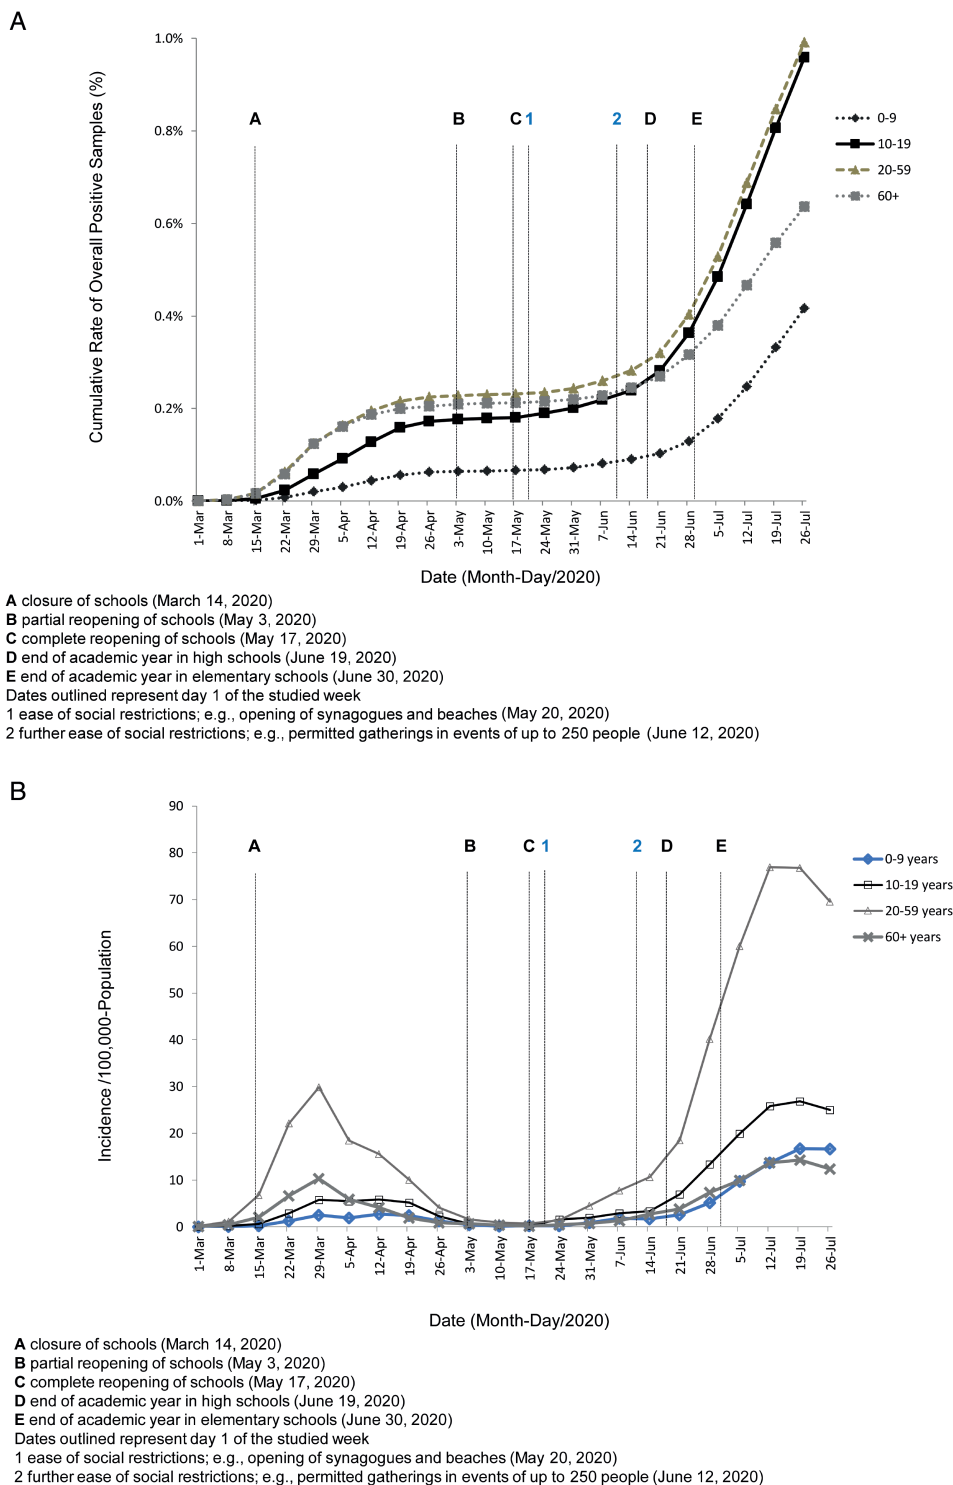 A
1.0%
0.8%
0.6%
0.4%
0.2%
0.0%
Cumulative Rate of Overall Positive Samples (%)
A
B
C
1
2
D
E
0-9
10-19
20-59
60+
1-Mar
8-Mar
15-Mar
22-Mar
29-Mar
5-Apr
12-Apr
19-Apr
26-Apr
3-May
10-May
17-May
24-May
31-May
7-Jun
14-Jun
21-Jun
28-Jun
5-Jul
12-Jul
19-Jul
26-Jul
Date (Month-Day/2020)
A closure of schools (March 14, 2020)
B partial reopening of schools (May 3, 2020)
C complete reopening of schools (May 17, 2020)
D end of academic year in high schools (June 19, 2020)
E end of academic year in elementary schools (June 30, 2020)
Dates outlined represent day 1 of the studied week
1 ease of social restrictions; e.g., opening of synagogues and beaches (May 20, 2020)
2 further ease of social restrictions; e.g., permitted gatherings in events of up to 250 people (June 12, 2020)
B
90
80
70
60
50
40
30
20
10
0
Incidence /100,000-Population
A
B
C
1
2
D
E
0-9 years
10-19 years
20-59 years
60+ years
1-Mar
8-Mar
15-Mar
22-Mar
29-Mar
5-Apr
12-Apr
19-Apr
26-Apr
3-May
10-May
17-May
24-May
31-May
7-Jun
14-Jun
21-Jun
28-Jun
5-Jul
12-Jul
19-Jul
26-Jul
Date (Month-Day/2020)
A closure of schools (March 14, 2020)
B partial reopening of schools (May 3, 2020)
C complete reopening of schools (May 17, 2020)
D end of academic year in high schools (June 19, 2020)
E end of academic year in elementary schools (June 30, 2020)
Dates outlined represent day 1 of the studied week
1 ease of social restrictions; e.g., opening of synagogues and beaches (May 20, 2020)
2 further ease of social restrictions; e.g., permitted gatherings in events of up to 250 people (June 12, 2020)